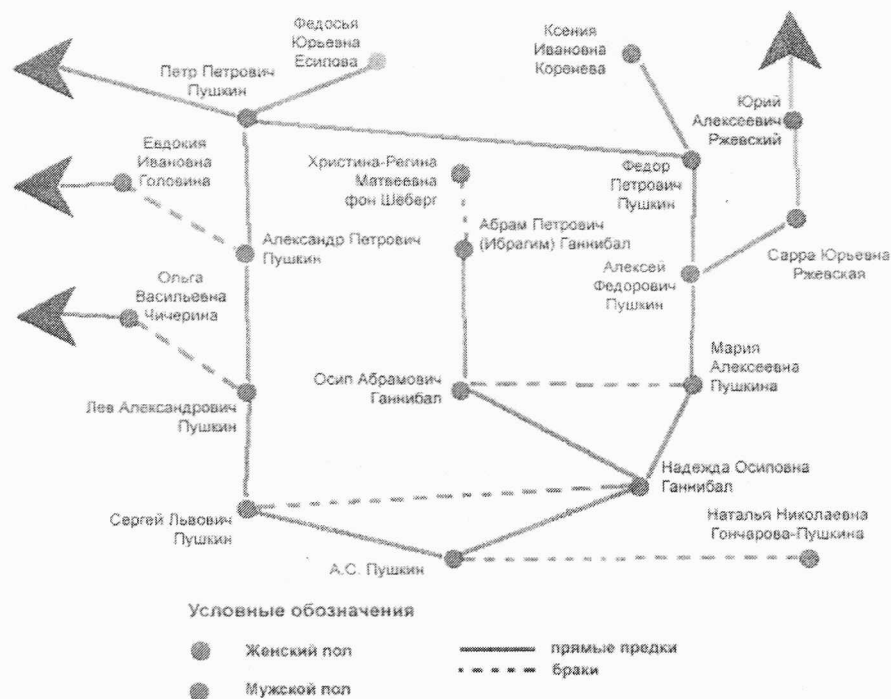 Федосья
Юрьевна
Есипова
Ксения
Ивановна
Коренева
Петр Петрович
Пушкин
Юрий
Алексеевич
Ржевский
Евдокия
Ивановна
Головина
Христина-Регина
Матвеевна
фон Шеберг
Федор
Петрович
Пушкин
Александр Петрович
Пушкин
Абрам Петрович
(Ибрагим) Ганнибал
Сарра Юрьевна
Ржевская
Алексей
Федорович
Пушкин
Ольга
Васильевна
Чичерина
Мария
Алексеевна
Пушкина
Осип Абрамович
Ганнибал
Лев Александрович
Пушкин
Надежда Осиповна
Ганнибал
Сергей Львович
Пушкин
Наталья Николаевна
Гончарова-Пушкина
А.С. Пушкин
Условные обозначения
Женский пол
прямые предки
браки
Мужской пол